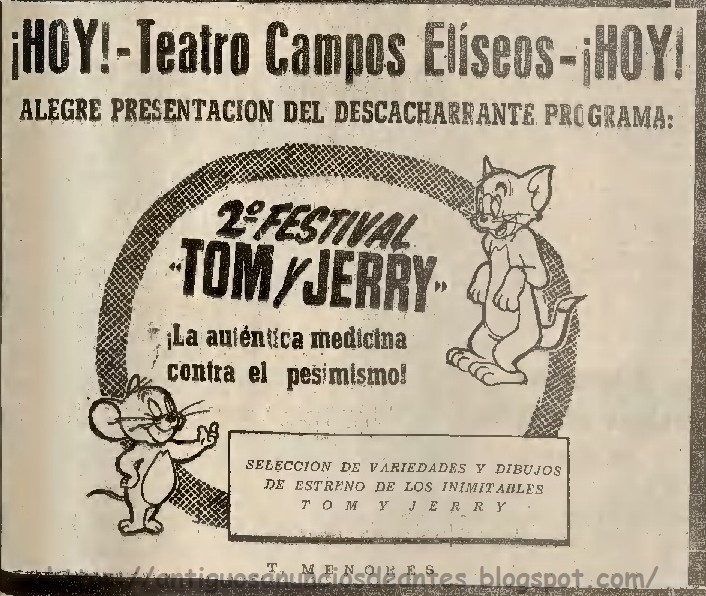 ¡HOY!-Teatro Campos Elíseos-¡HOY!
ALEGRE PRESENTACION DEL DESCACHARRANTE PROGRAMA:
2º FESTIVAL
"TOM y JERRY"
¡La auténtica medicina
contra el pesimismo!
SELECCION DE VARIEDADES Y DIBUJOS
DE ESTRENO DE LOS INIMITABLES
TOM Y JERRY
T. MENORES
http://antiguosanunciosdeantes.blogspot.com/